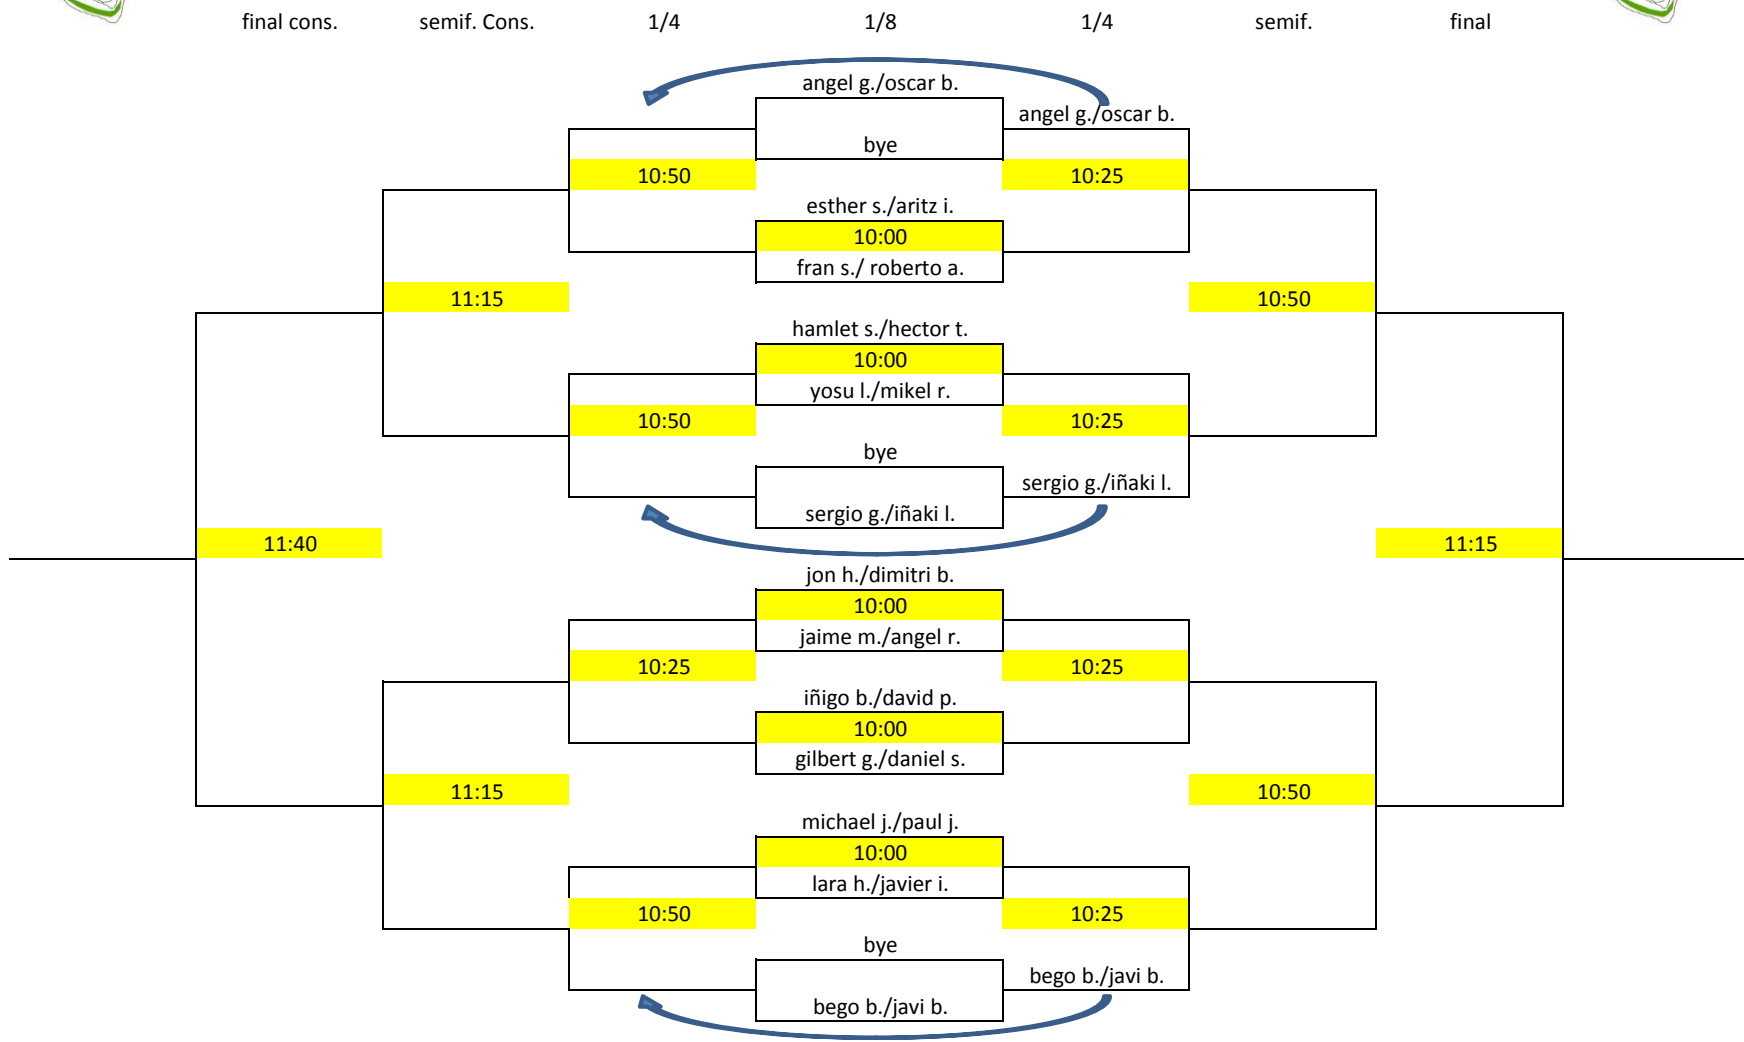 final cons. semif. Cons. 1/4 1/8 1/4 semif. final
angel g./oscar b.
angel g./oscar b.
bye
10:50 10:25
esther s./aritz i.
10:00
fran s./ roberto a.
11:15 10:50
hamlet s./hector t.
10:00
yosu l./mikel r.
10:50 10:25
bye
sergio g./iñaki l.
sergio g./iñaki l.
11:40 11:15
jon h./dimitri b.
10:00
jaime m./angel r.
10:25 10:25
iñigo b./david p.
10:00
gilbert g./daniel s.
11:15 10:50
michael j./paul j.
10:00
lara h./javier i.
10:50 10:25
bye
bego b./javi b.
bego b./javi b.